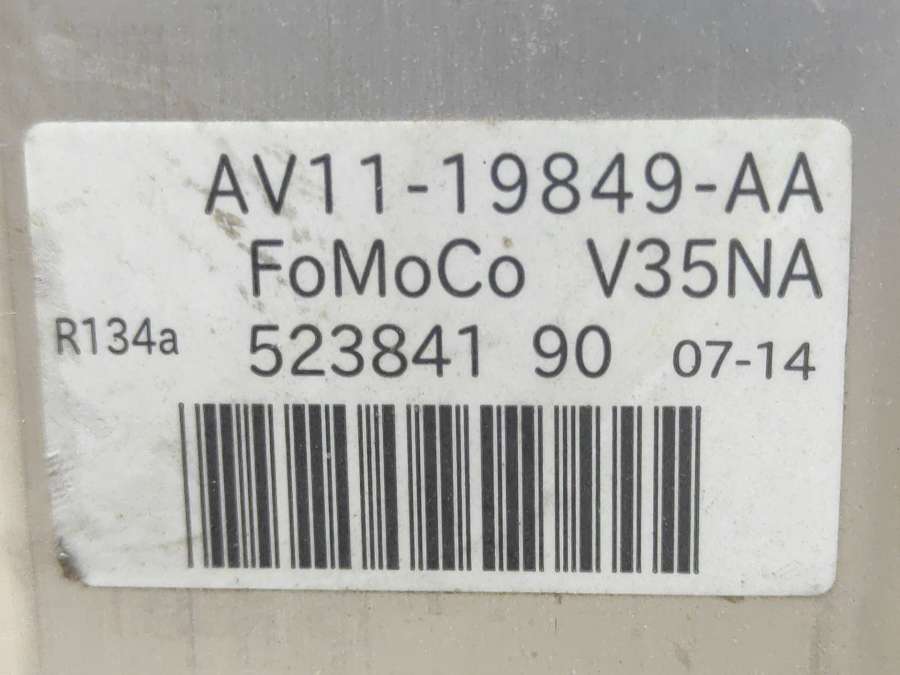 AV11-19849-AA
FoMoCo V35NA
R134a 523841 90 07-14